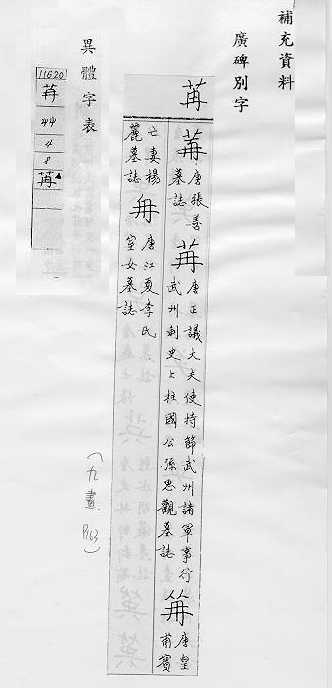 補充資料
廣碑別字
苒
苒唐張善墓誌
苒唐正議大夫使持節武州諸軍事行武州刺史上柱國公孫思觀墓誌
苒唐皇甫賓亡妻楊麗墓誌
冉唐江夏李氏室女墓誌
(九畫 P163)
異體字表
11620
苒
艸
4
8
苒